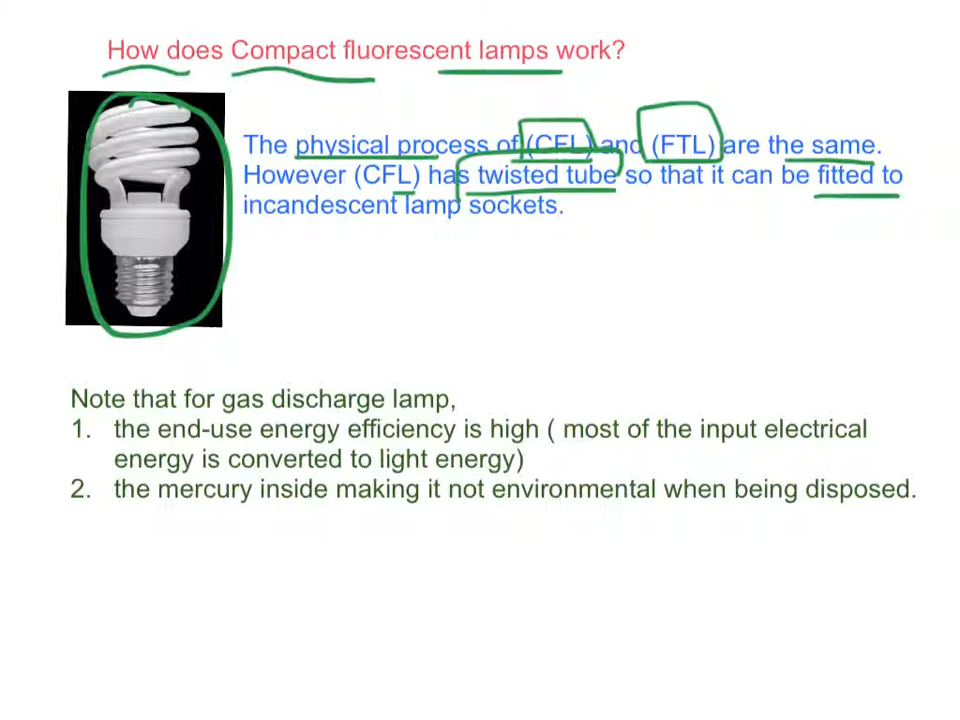 How does Compact fluorescent lamps work?
The physical process of (CFL) and (FTL) are the same.
However (CFL) has twisted tube so that it can be fitted to
incandescent lamp sockets.
Note that for gas discharge lamp,
1. the end-use energy efficiency is high ( most of the input electrical
energy is converted to light energy)
2. the mercury inside making it not environmental when being disposed.